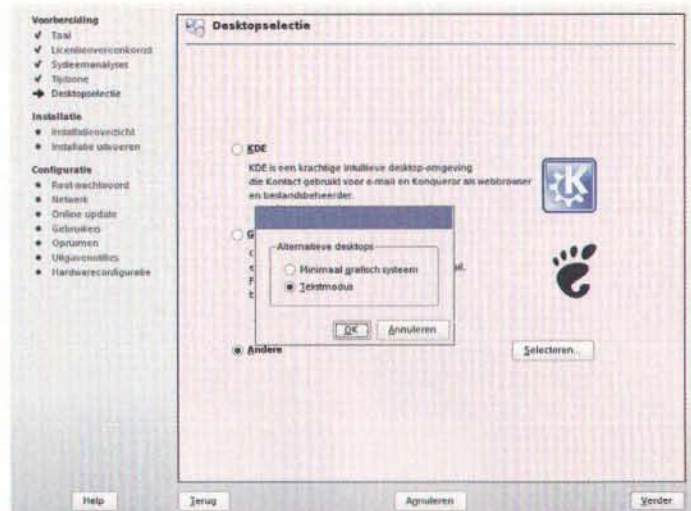 Voorbereiding
Taal
Licentieovereenkomst
Systeemanalyse
Tijdzone
Desktopselectie
Installatie
Installatieoverzicht
Installatie uitvoeren
Configuratie
Root-wachtwoord
Netwerk
Online update
Gebruikers
Opruimen
Uitgavenotities
Hardwareconfiguratie
Desktopselectie
KDE
KDE is een krachtige intuïtieve desktop-omgeving
die Kontact gebruikt voor e-mail en Konqueror als webbrowser
en bestandsbeheerder.
G
Alternatieve desktops
Minimaal grafisch systeem
Tekstmodus
OK
Annuleren
Andere
Selecteren...
Help
Terug
Annuleren
Verder